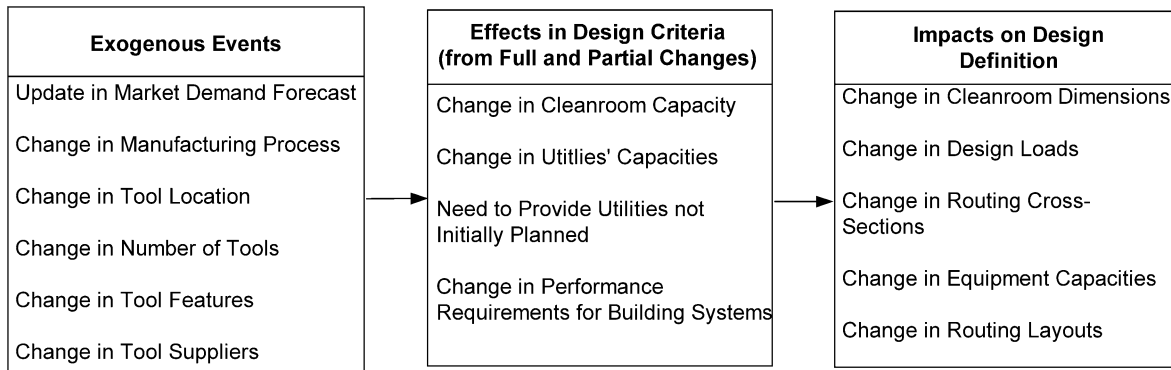 Exogenous Events
Update in Market Demand Forecast
Change in Manufacturing Process
Change in Tool Location
Change in Number of Tools
Change in Tool Features
Change in Tool Suppliers
Effects in Design Criteria
(from Full and Partial Changes)
Change in Cleanroom Capacity
Change in Utitlies' Capacities
Need to Provide Utilities not
Initially Planned
Change in Performance
Requirements for Building Systems
Impacts on Design
Definition
Change in Cleanroom Dimensions
Change in Design Loads
Change in Routing Cross-
Sections
Change in Equipment Capacities
Change in Routing Layouts